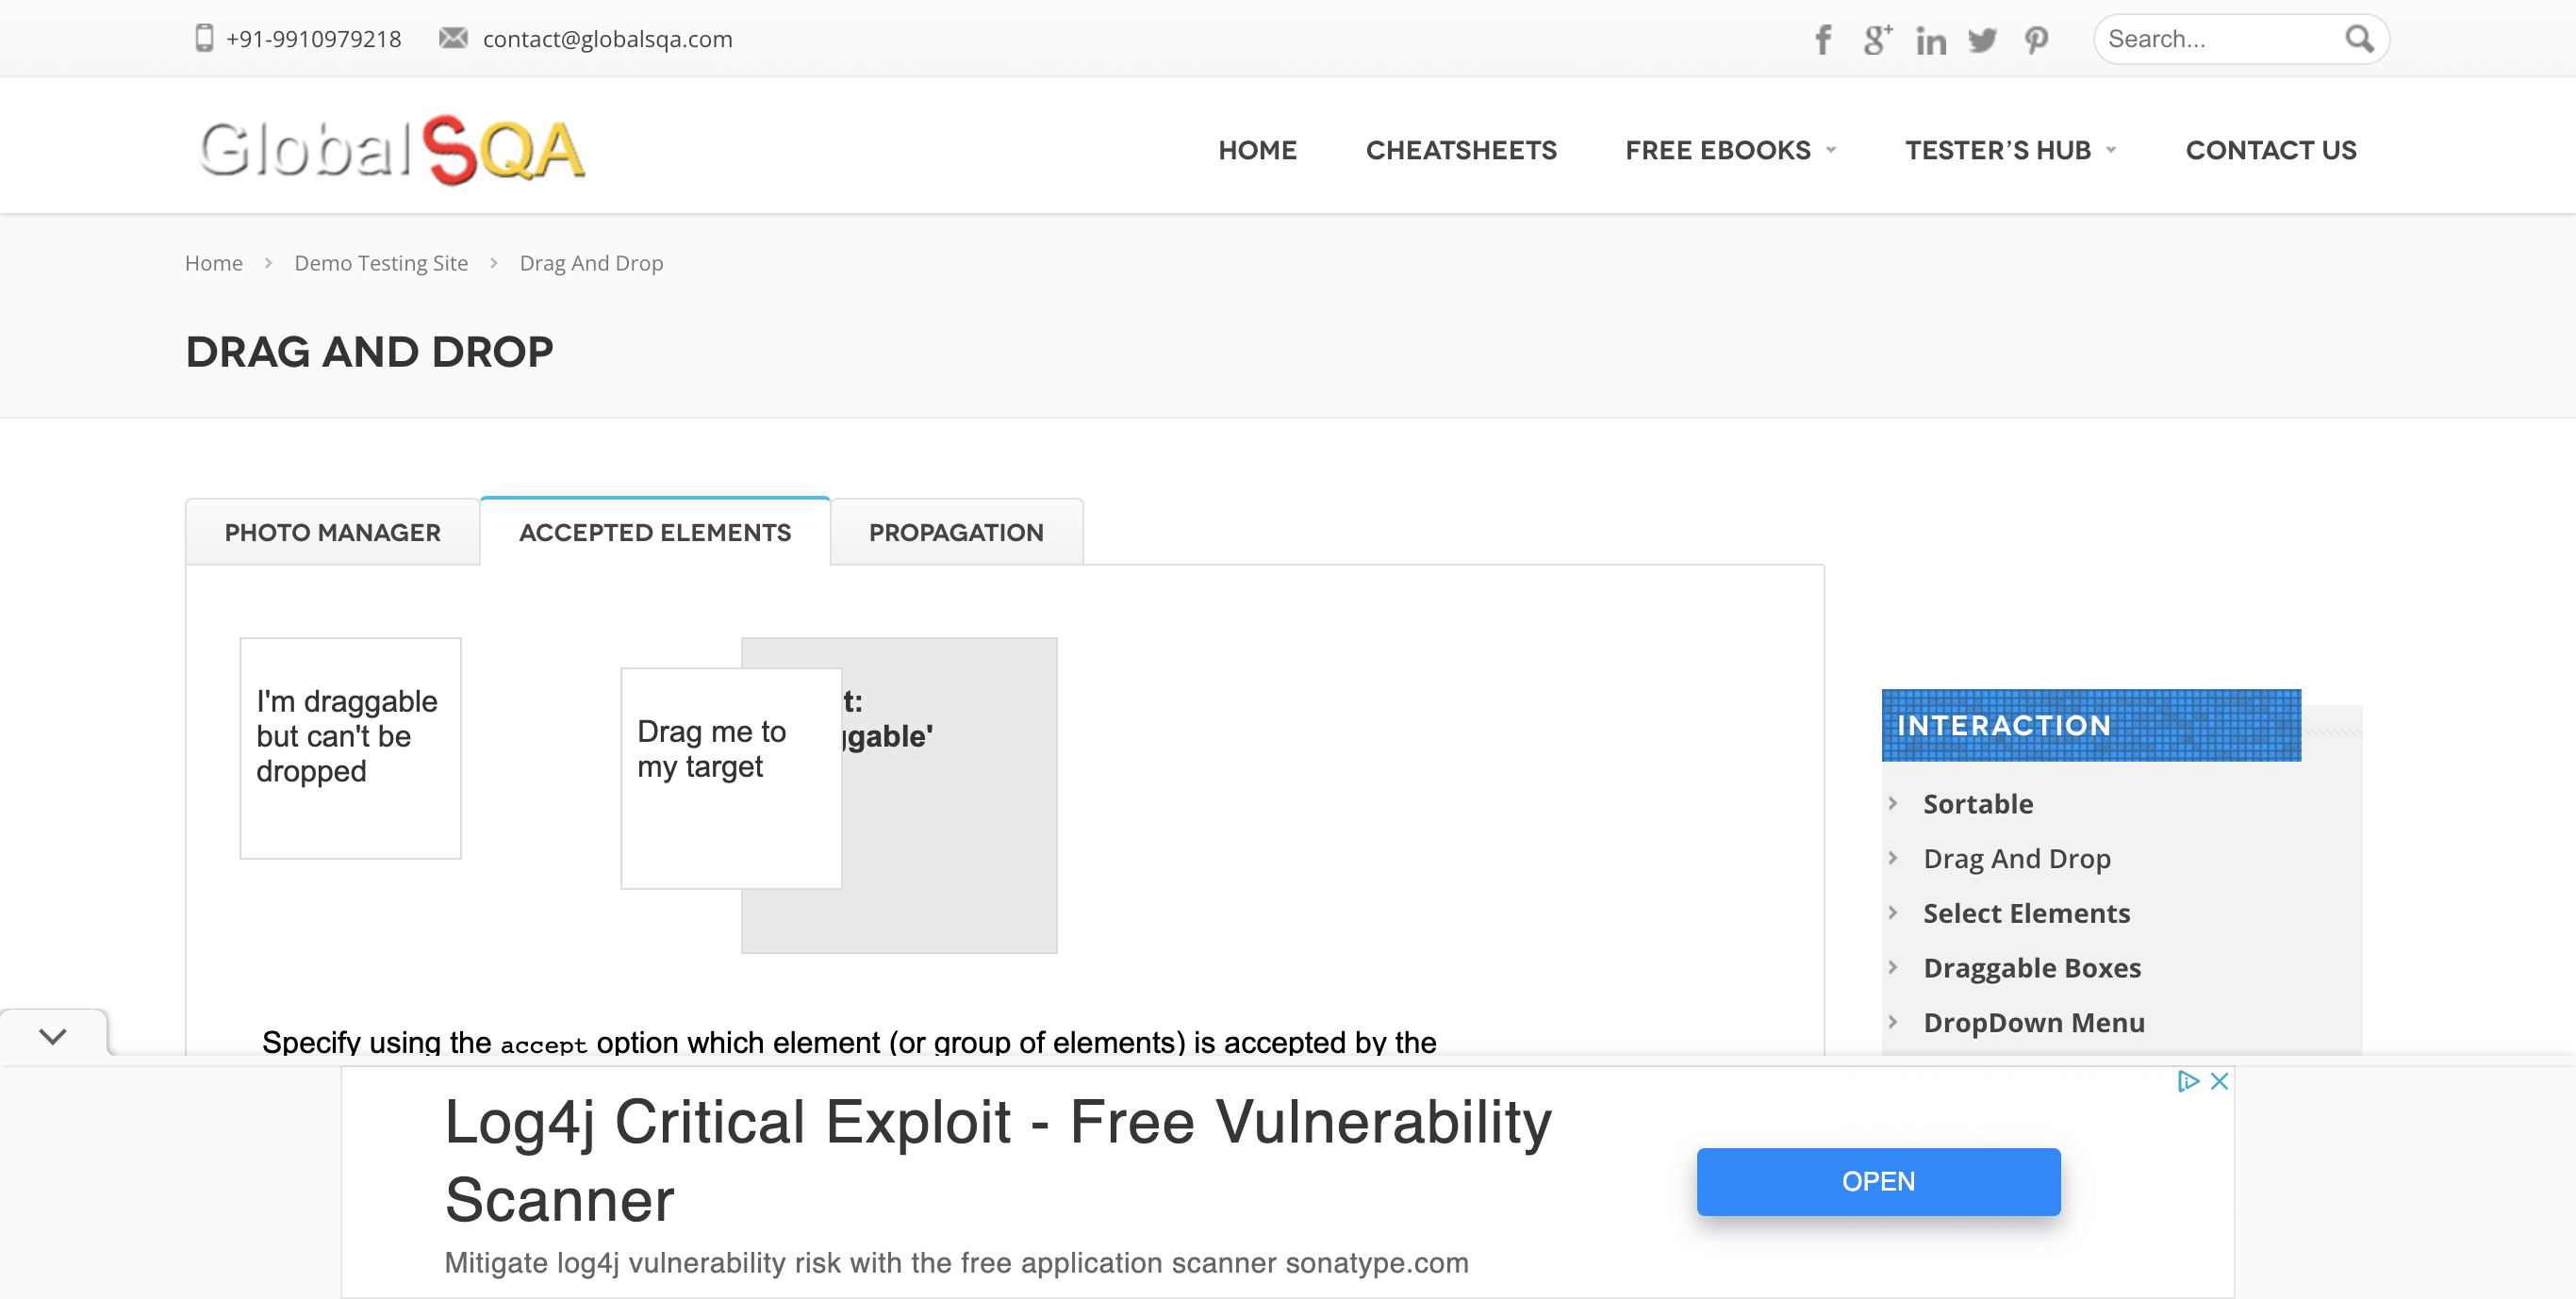 +91-9910979218 contact@globalsqa.com Search...
GlobalSQA
HOME CHEATSHEETS FREE EBOOKS TESTER’S HUB CONTACT US
Home Demo Testing Site Drag And Drop
DRAG AND DROP
PHOTO MANAGER ACCEPTED ELEMENTS PROPAGATION
I'm draggable
but can't be
dropped
Drag me to
my target
t:
ggable'
Specify using the accept option which element (or group of elements) is accepted by the
INTERACTION
Sortable
Drag And Drop
Select Elements
Draggable Boxes
DropDown Menu
Log4j Critical Exploit - Free Vulnerability
Scanner
Mitigate log4j vulnerability risk with the free application scanner sonatype.com
OPEN